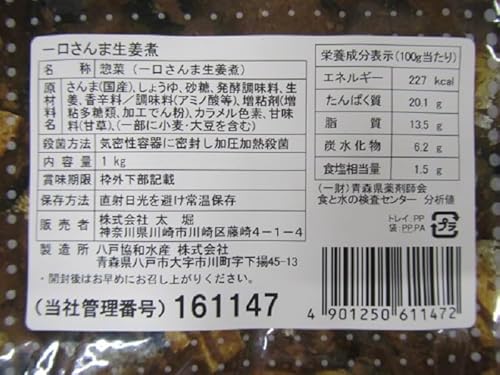 一口さんま生姜煮
名称 惣菜（一口さんま生姜煮）
原材料 さんま(国産)、しょうゆ、砂糖、発酵調味料、生
姜、香辛料／調味料(アミノ酸等)、増粘剤(増
粘多糖類、加工でん粉)、カラメル色素、甘味
料(甘草)、(一部に小麦・大豆を含む)
殺菌方法 気密性容器に密封し加圧加熱殺菌
内容量 1kg
賞味期限 枠外下部記載
保存方法 直射日光を避け常温保存
販売者 株式会社 太 堀
神奈川県川崎市川崎区藤崎4－1－4
製造所 八戸協和水産 株式会社
青森県八戸市大字市川町字下揚45-13
・開封後はお早めにお召し上がりください。
(当社管理番号) 161147
栄養成分表示(100g当たり)
エネルギー 227 kcal
たんぱく質 20.1 g
脂質 13.5 g
炭水化物 6.2 g
食塩相当量 1.5 g
(一財)青森県薬剤師会
食と水の検査センター 分析値
プラ
トレイ:PP
袋:PP,PA
4 901250 611472